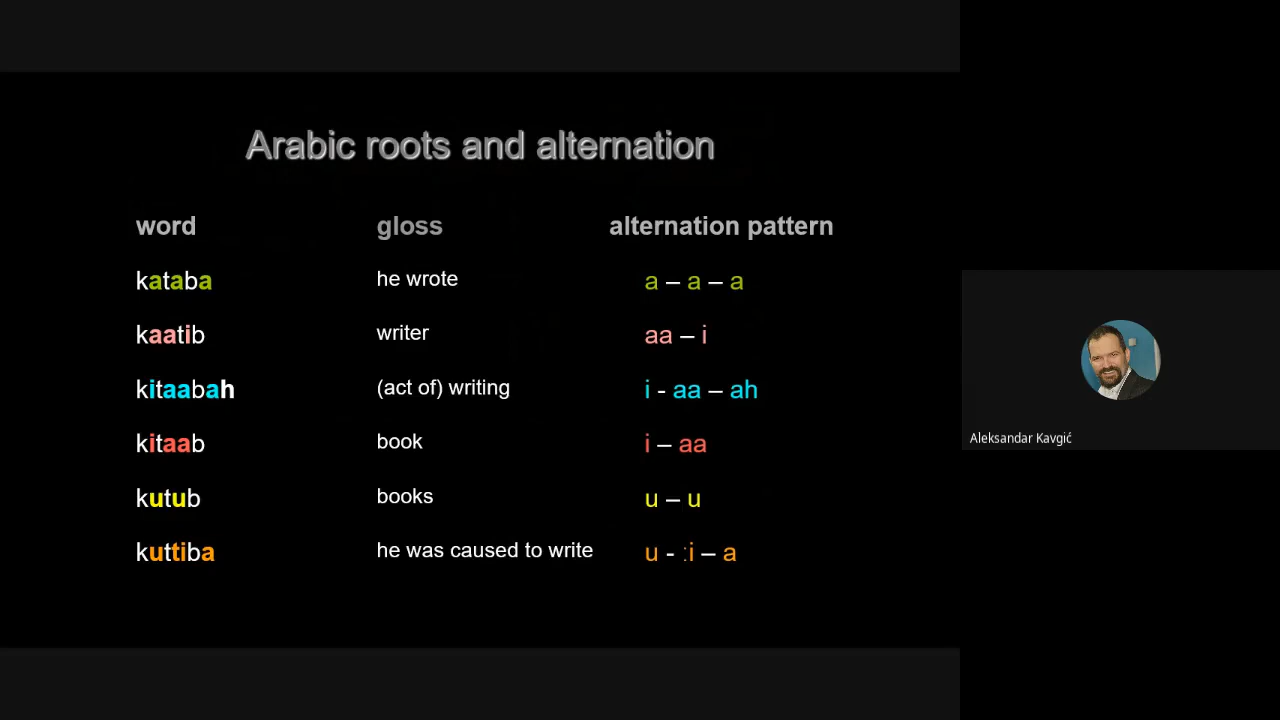 Arabic roots and alternation
word gloss alternation pattern
kataba he wrote a – a – a
kaatib writer aa – i
kitaabah (act of) writing i - aa – ah
kitaab book i – aa
kutub books u – u
kuttiba he was caused to write u - :i – a
Aleksandar Kavgić